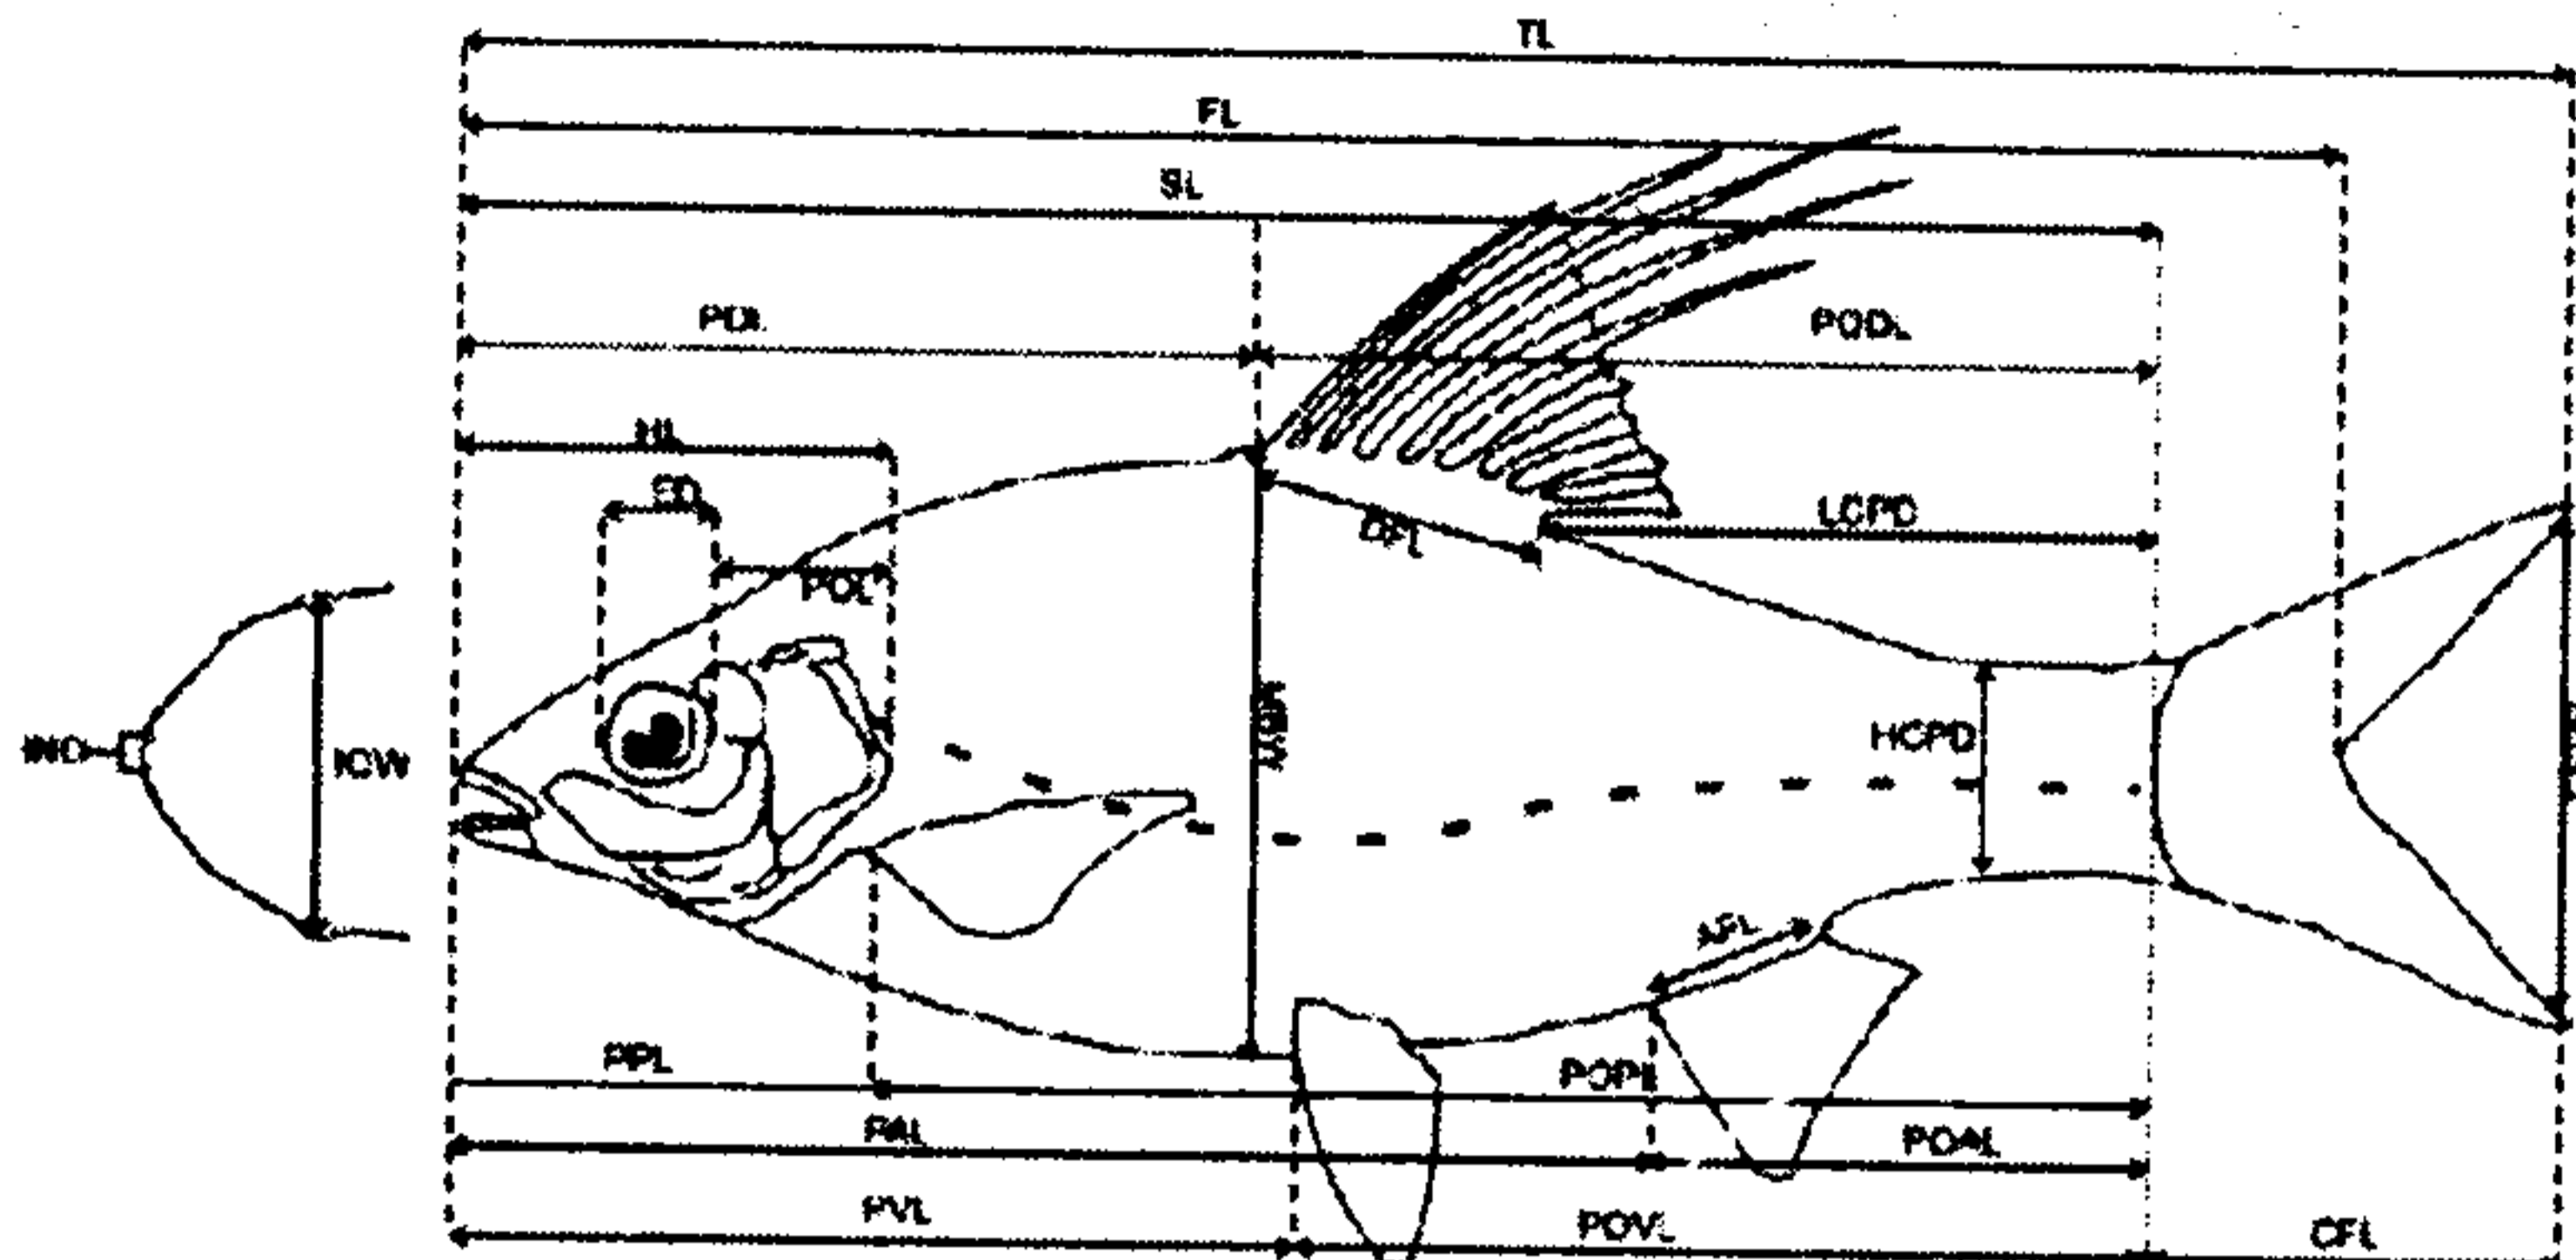 TL
FL
SL
PDL
PODL
HL
ED
LCPD
DFL
POL
HCPD
IND
ICW
AFL
PPL
POPL
PAL
POAL
PVL
POVL
CFL